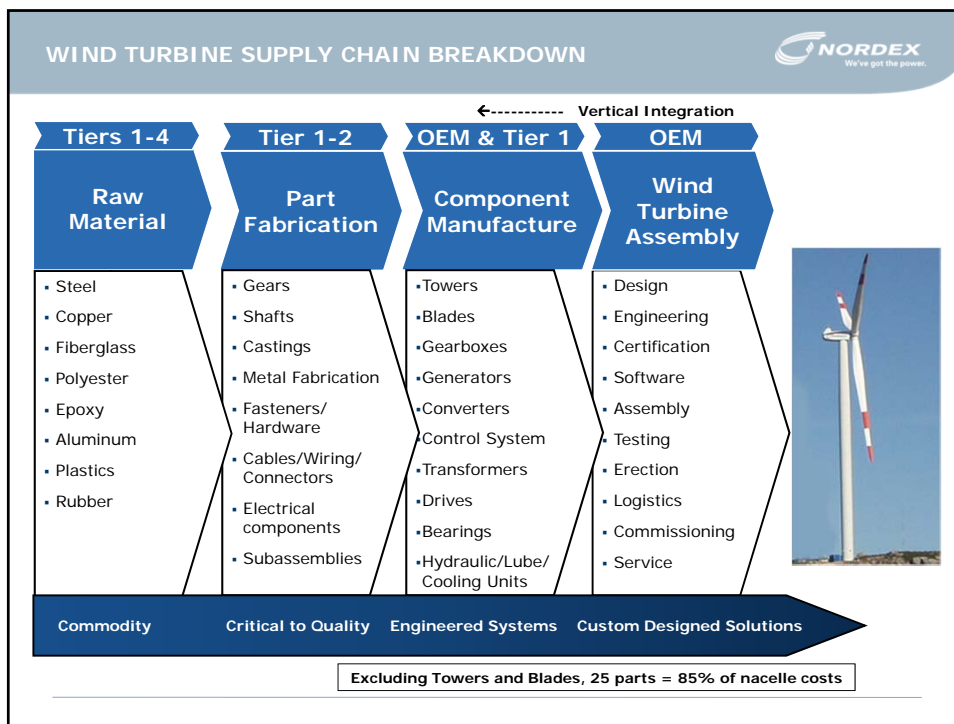 WIND TURBINE SUPPLY CHAIN BREAKDOWN
NORDEX
We've got the power.
Vertical Integration
Tiers 1-4
Raw
Material
▪ Steel
▪ Copper
▪ Fiberglass
▪ Polyester
▪ Epoxy
▪ Aluminum
▪ Plastics
▪ Rubber
Commodity
Tier 1-2
Part
Fabrication
▪ Gears
▪ Shafts
▪ Castings
▪ Metal Fabrication
▪ Fasteners/
Hardware
▪ Cables/Wiring/
Connectors
▪ Electrical
components
▪ Subassemblies
Critical to Quality
OEM & Tier 1
Component
Manufacture
▪ Towers
▪ Blades
▪ Gearboxes
▪ Generators
▪ Converters
▪ Control System
▪ Transformers
▪ Drives
▪ Bearings
▪ Hydraulic/Lube/
Cooling Units
Engineered Systems
OEM
Wind
Turbine
Assembly
▪ Design
▪ Engineering
▪ Certification
▪ Software
▪ Assembly
▪ Testing
▪ Erection
▪ Logistics
▪ Commissioning
▪ Service
Custom Designed Solutions
Excluding Towers and Blades, 25 parts = 85% of nacelle costs